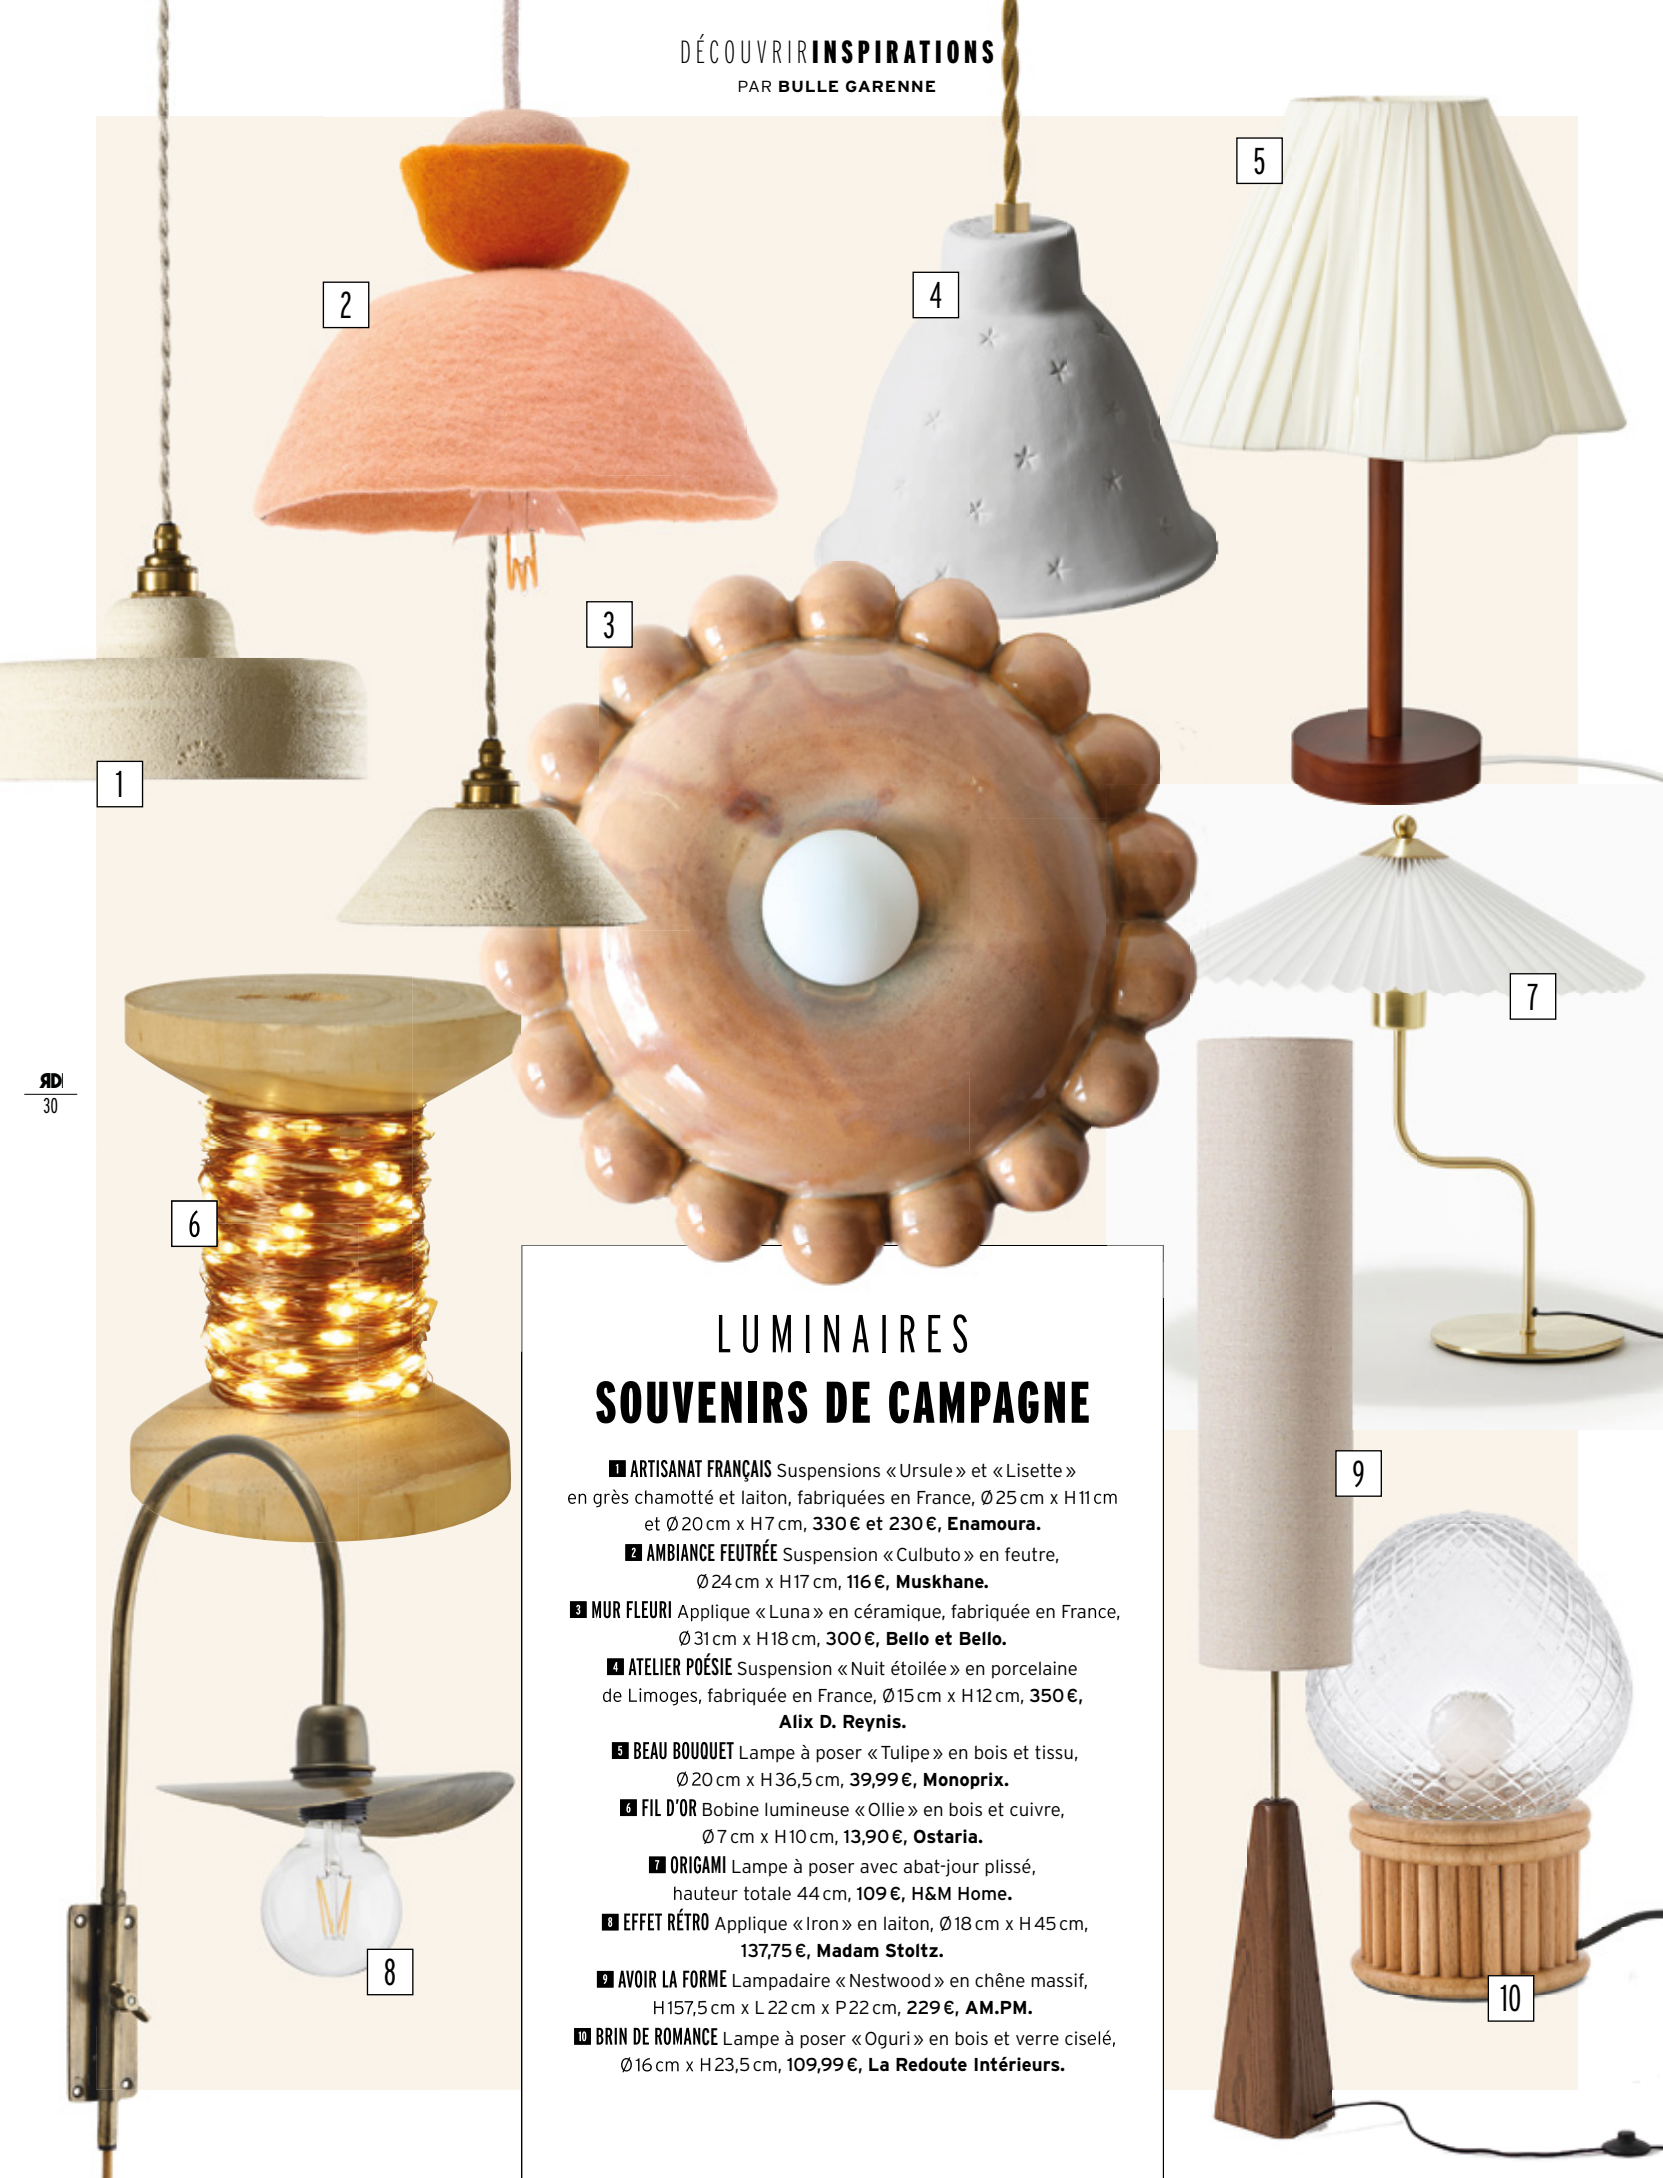 DÉCOUVRIRINSPIRATIONS
PAR BULLE GARENNE
5
2
4
3
1
7
RD
30
6
9
8
10
LUMINAIRES
SOUVENIRS DE CAMPAGNE
1 ARTISANAT FRANÇAIS Suspensions « Ursule » et « Lisette »
en grès chamotté et laiton, fabriquées en France, Ø 25 cm x H 11 cm
et Ø 20 cm x H 7 cm, 330 € et 230 €, Enamoura.
2 AMBIANCE FEUTRÉE Suspension « Culbuto » en feutre,
Ø 24 cm x H 17 cm, 116 €, Muskhane.
3 MUR FLEURI Applique « Luna » en céramique, fabriquée en France,
Ø 31 cm x H 18 cm, 300 €, Bello et Bello.
4 ATELIER POÉSIE Suspension « Nuit étoilée » en porcelaine
de Limoges, fabriquée en France, Ø 15 cm x H 12 cm, 350 €,
Alix D. Reynis.
5 BEAU BOUQUET Lampe à poser « Tulipe » en bois et tissu,
Ø 20 cm x H 36,5 cm, 39,99 €, Monoprix.
6 FIL D'OR Bobine lumineuse « Ollie » en bois et cuivre,
Ø 7 cm x H 10 cm, 13,90 €, Ostaria.
7 ORIGAMI Lampe à poser avec abat-jour plissé,
hauteur totale 44 cm, 109 €, H&M Home.
8 EFFET RÉTRO Applique « Iron » en laiton, Ø 18 cm x H 45 cm,
137,75 €, Madam Stoltz.
9 AVOIR LA FORME Lampadaire « Nestwood » en chêne massif,
H 157,5 cm x L 22 cm x P 22 cm, 229 €, AM.PM.
10 BRIN DE ROMANCE Lampe à poser « Oguri » en bois et verre ciselé,
Ø 16 cm x H 23,5 cm, 109,99 €, La Redoute Intérieurs.